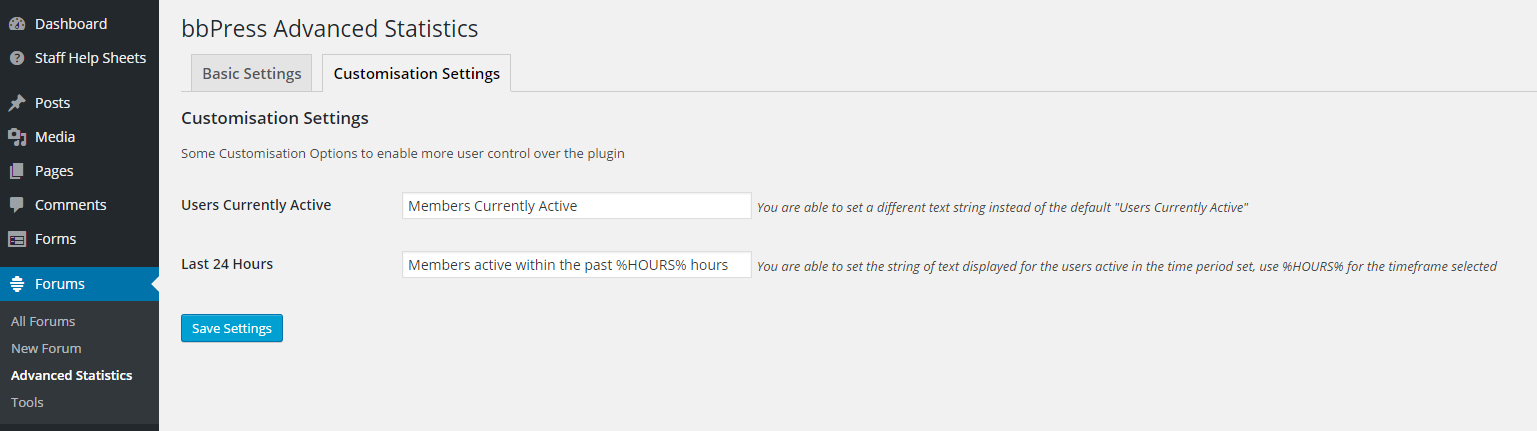 Dashboard
Staff Help Sheets
Posts
Media
Pages
Comments
Forms
Forums
All Forums
New Forum
Advanced Statistics
Tools
bbPress Advanced Statistics
Basic Settings
Customisation Settings
Customisation Settings
Some Customisation Options to enable more user control over the plugin
Users Currently Active
Members Currently Active
You are able to set a different text string instead of the default "Users Currently Active"
Last 24 Hours
Members active within the past %HOURS% hours
You are able to set the string of text displayed for the users active in the time period set, use %HOURS% for the timeframe selected
Save Settings